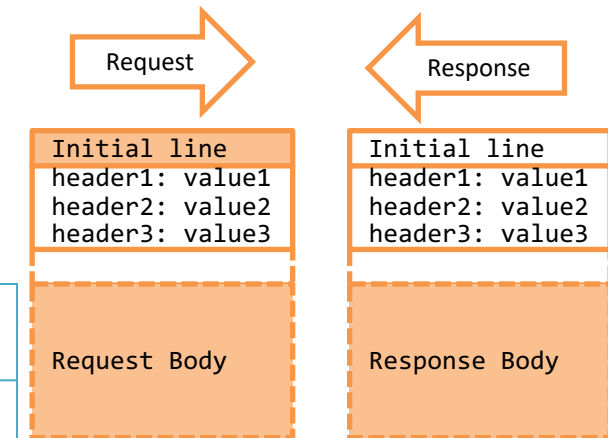 Request
Response
Initial line
header1: value1
header2: value2
header3: value3
Request Body
Initial line
header1: value1
header2: value2
header3: value3
Response Body